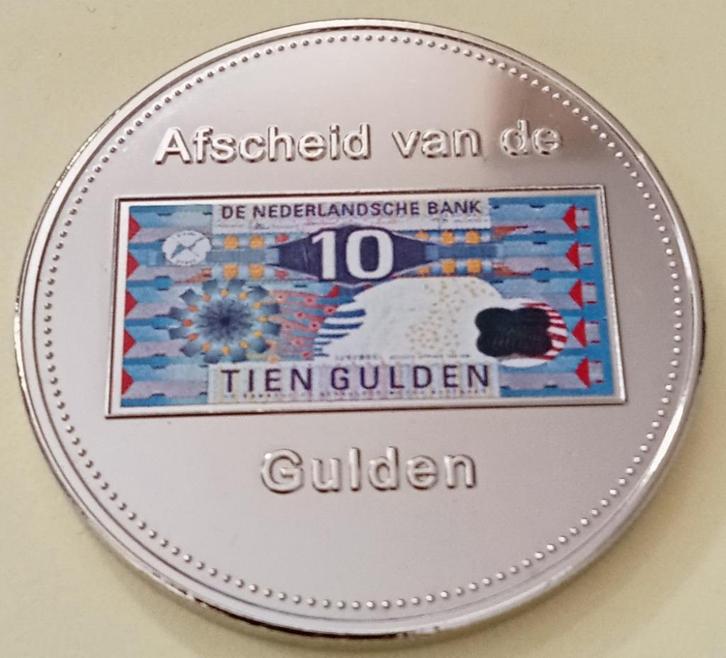 Afscheid van de
DE NEDERLANDSCHE BANK
10
TIEN GULDEN
Gulden